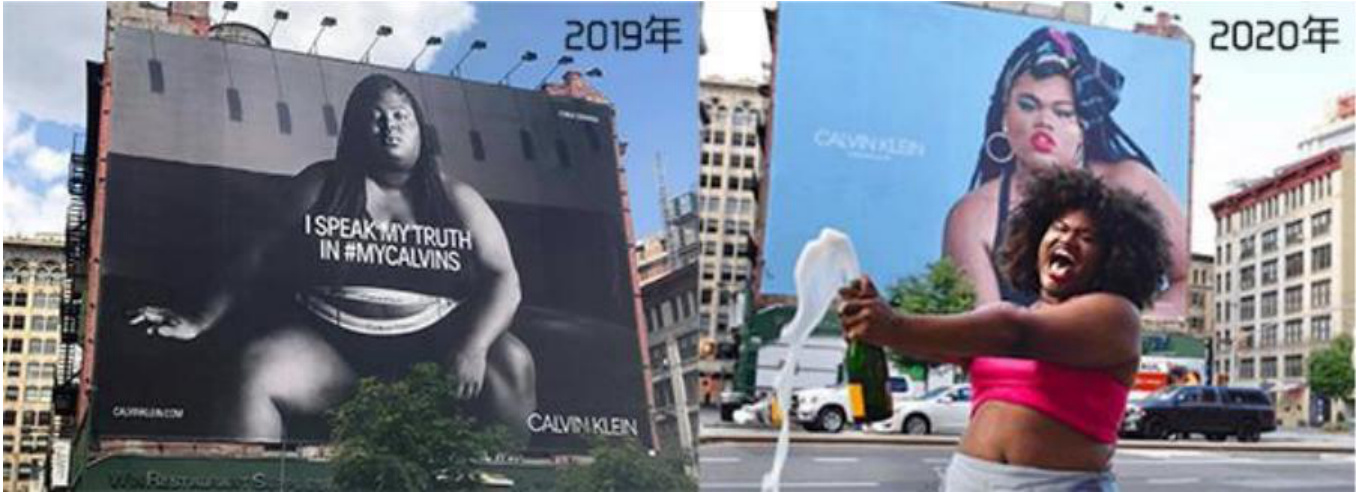 2019年
I SPEAK MY TRUTH
IN #MYCALVINS
CALVINKLEIN.COM
CALVIN KLEIN
2020年
CALVIN KLEIN